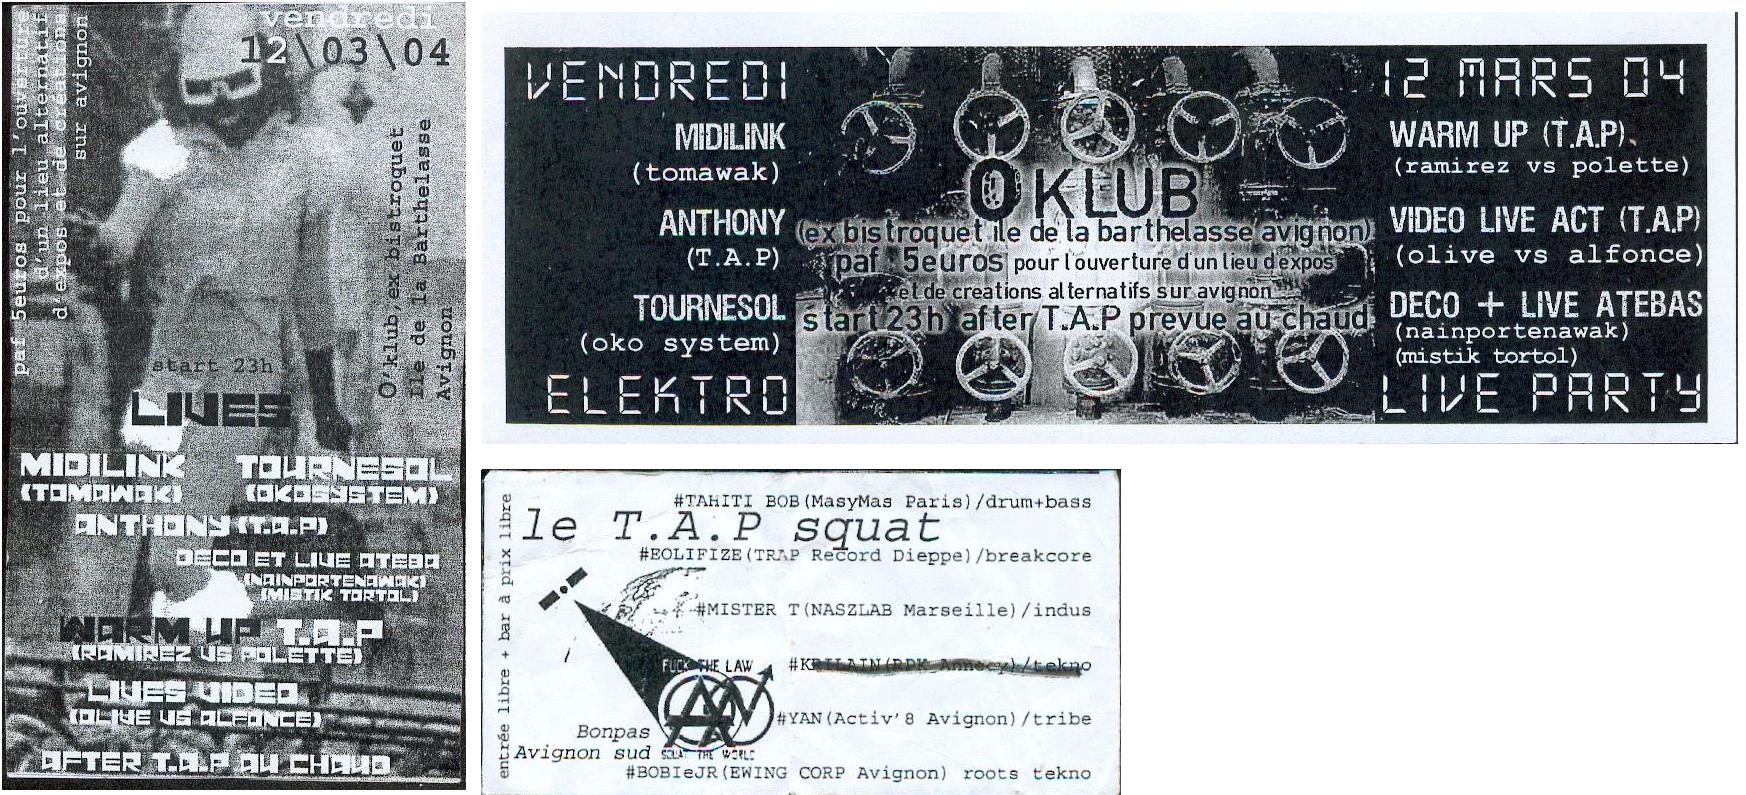 vendredi
12\03\04
paf 5euros pour l'ouverture
d'un lieu alternatif
d'expos et de créations
sur avignon
O'klub,ex bistroquet
Ile de la Barthelasse
Avignon
start 23h
LIVES
MIDILINK TOURNESOL
(TOMAWAK) (OKOSYSTEM)
ANTHONY (T.A.P)
DECO ET LIVE ATEBA
(NAINPORTENAWAK)
(MISTIK TORTOL)
WARM UP T.A.P
(RAMIREZ VS POLETTE)
LIVES VIDEO
(OLIVE VS ALFONCE)
AFTER T.A.P AU CHAUD
VENDREDI
MIDILINK
(tomawak)
ANTHONY
(T.A.P)
TOURNESOL
(oko system)
ELEKTRO
O KLUB
(ex bistroquet ile de la barthelasse avignon)
paf 5euros pour l'ouverture d'un lieu d'expos
et de creations alternatifs sur avignon
start 23h after T.A.P prevue au chaud
12 MARS 04
WARM UP (T.A.P).
(ramirez vs polette)
VIDEO LIVE ACT (T.A.P)
(olive vs alfonce)
DECO + LIVE ATEBAS
(nainportenawak)
(mistik tortol)
LIVE PARTY
entrée libre + bar à prix libre
#TAHITI BOB(MasyMas Paris)/drum+bass
le T.A.P squat
#EOLIFIZE(TRAP Record Dieppe)/breakcore
#MISTER T(NASZLAB Marseille)/indus
FUCK THE LAW
#KRILAIN(RPK Annecy)/tekno
#YAN(Activ'8 Avignon)/tribe
Bonpas
Avignon sud
SQUAT THE WORLD
#BOBIeJR(EWING CORP Avignon) roots tekno